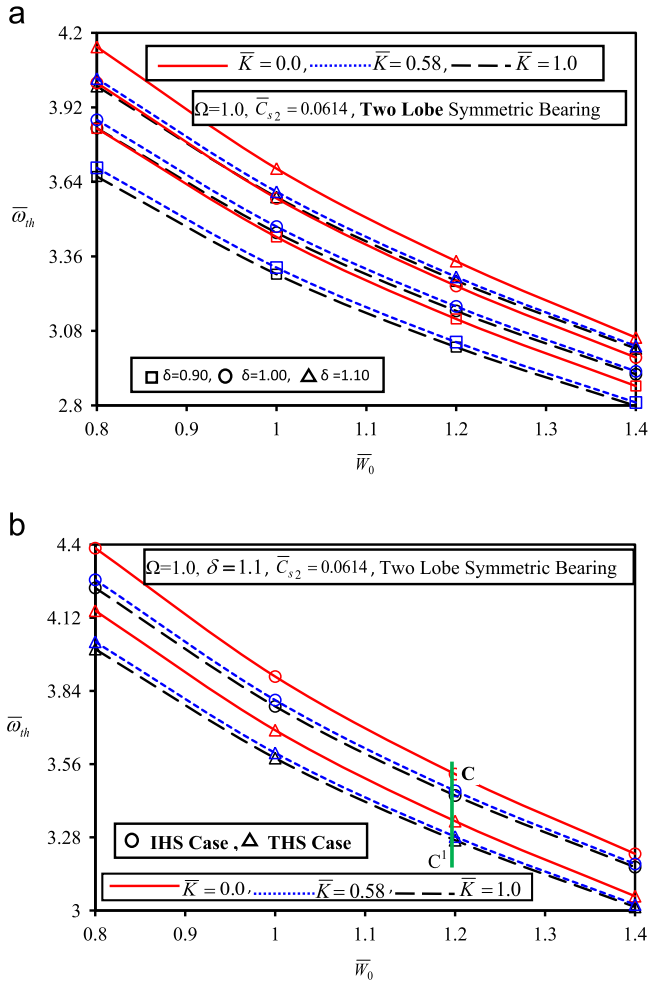 a
4.2
K̅ = 0.0, K̅ = 0.58, K̅ = 1.0
Ω=1.0, C̅s2 = 0.0614, Two Lobe Symmetric Bearing
3.92
3.64
ω̅th
3.36
3.08
δ=0.90, δ=1.00, δ =1.10
2.8
0.8 0.9 1 1.1 1.2 1.3 1.4
W̅0
b
4.4
Ω=1.0, δ=1.1, C̅s2 = 0.0614, Two Lobe Symmetric Bearing
4.12
3.84
ω̅th
3.56
C
3.28
IHS Case , THS Case
C1
K̅ = 0.0, K̅ = 0.58, K̅ = 1.0
3
0.8 0.9 1 1.1 1.2 1.3 1.4
W̅0